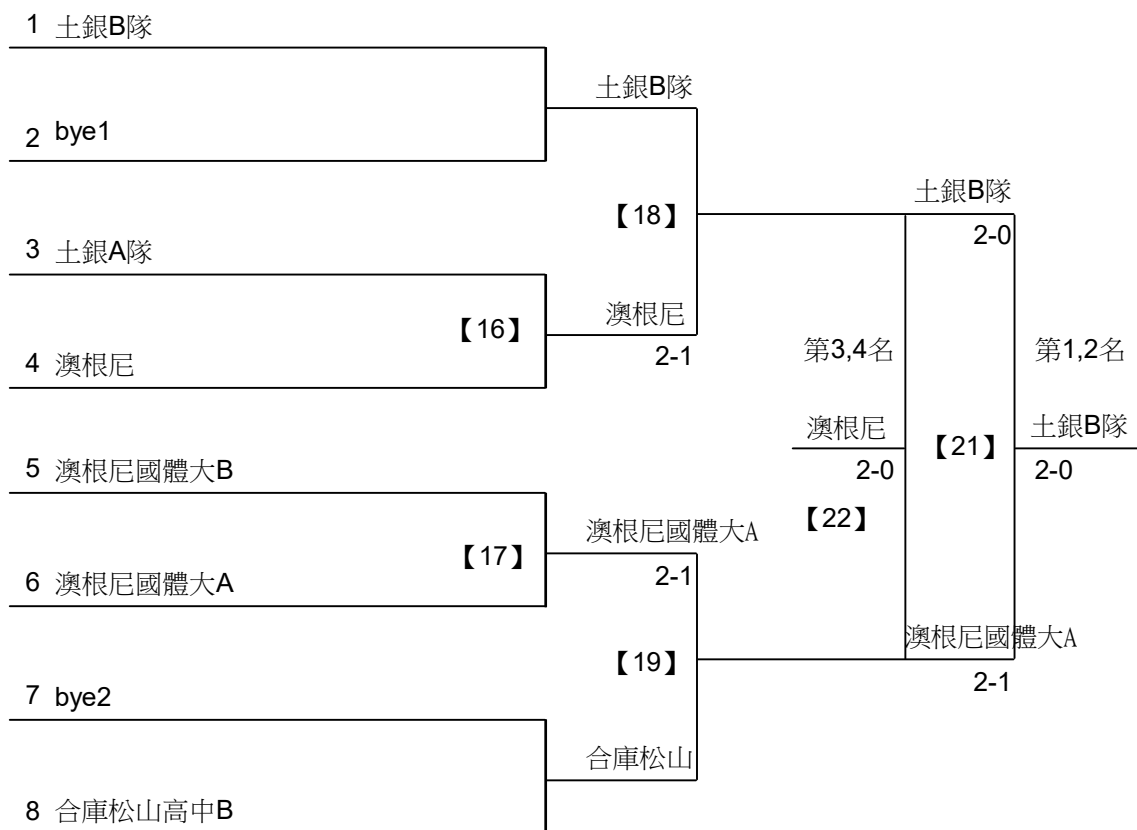 1 土銀B隊
土銀B隊
2 bye1
土銀B隊
【18】
2-0
3 土銀A隊
澳根尼
【16】
2-1
第3,4名
第1,2名
4 澳根尼
澳根尼
【21】
土銀B隊
5 澳根尼國體大B
2-0
2-0
【22】
澳根尼國體大A
【17】
2-1
6 澳根尼國體大A
澳根尼國體大A
【19】
2-1
7 bye2
合庫松山
8 合庫松山高中B